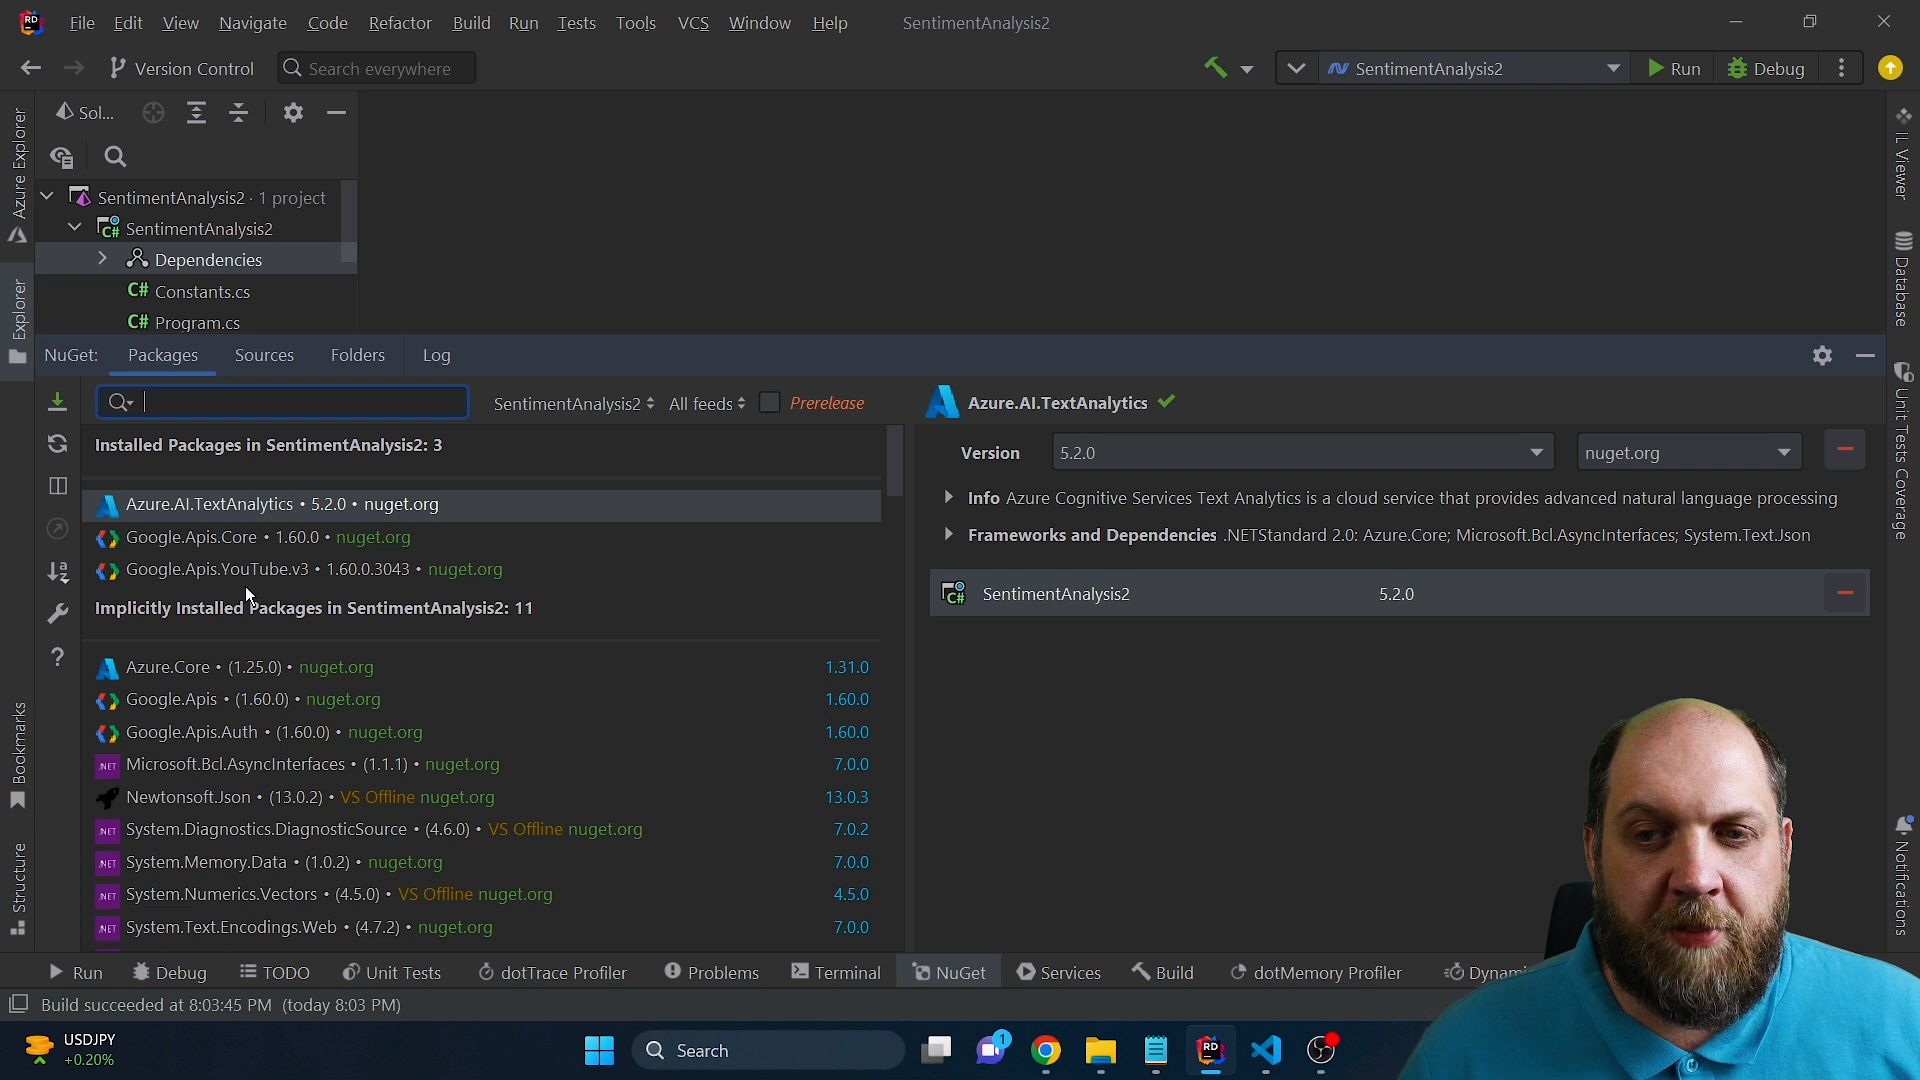 File Edit View Navigate Code Refactor Build Run Tests Tools VCS Window Help SentimentAnalysis2
Version Control Search everywhere SentimentAnalysis2 Run Debug
Sol...
SentimentAnalysis2 · 1 project
SentimentAnalysis2
Dependencies
C# Constants.cs
C# Program.cs
Azure Explorer
Explorer
Bookmarks
Structure
IL Viewer
Database
Unit Tests Coverage
Notifications
NuGet: Packages Sources Folders Log
SentimentAnalysis2 All feeds Prerelease
Installed Packages in SentimentAnalysis2: 3
Azure.AI.TextAnalytics • 5.2.0 • nuget.org
Google.Apis.Core • 1.60.0 • nuget.org
Google.Apis.YouTube.v3 • 1.60.0.3043 • nuget.org
Implicitly Installed Packages in SentimentAnalysis2: 11
Azure.Core • (1.25.0) • nuget.org 1.31.0
Google.Apis • (1.60.0) • nuget.org 1.60.0
Google.Apis.Auth • (1.60.0) • nuget.org 1.60.0
Microsoft.Bcl.AsyncInterfaces • (1.1.1) • nuget.org 7.0.0
Newtonsoft.Json • (13.0.2) • VS Offline nuget.org 13.0.3
System.Diagnostics.DiagnosticSource • (4.6.0) • VS Offline nuget.org 7.0.2
System.Memory.Data • (1.0.2) • nuget.org 7.0.0
System.Numerics.Vectors • (4.5.0) • VS Offline nuget.org 4.5.0
System.Text.Encodings.Web • (4.7.2) • nuget.org 7.0.0
Azure.AI.TextAnalytics
Version 5.2.0 nuget.org
Info Azure Cognitive Services Text Analytics is a cloud service that provides advanced natural language processing
Frameworks and Dependencies .NETStandard 2.0: Azure.Core; Microsoft.Bcl.AsyncInterfaces; System.Text.Json
SentimentAnalysis2 5.2.0
Run Debug TODO Unit Tests dotTrace Profiler Problems Terminal NuGet Services Build dotMemory Profiler Dynami
Build succeeded at 8:03:45 PM (today 8:03 PM)
USDJPY
+0.20%
Search
1
RD